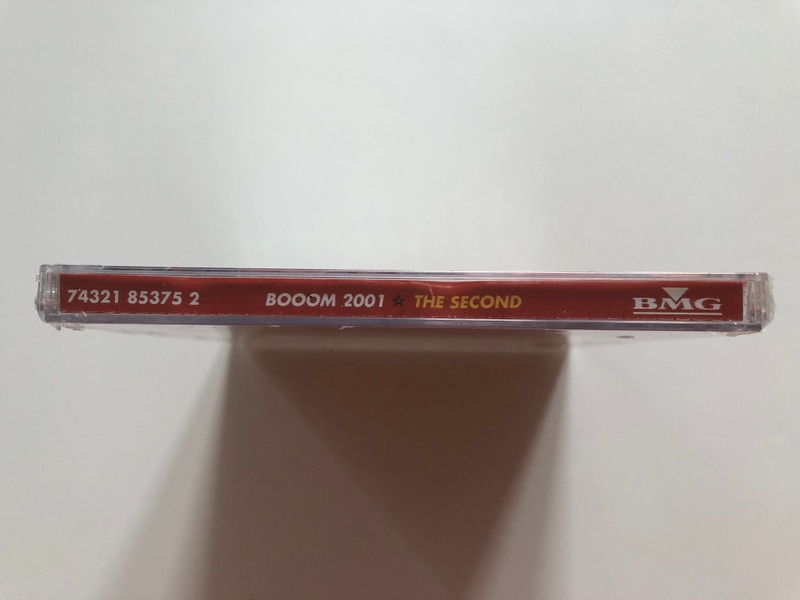 74321 85375 2 BOOOM 2001 ☆ THE SECOND BMG